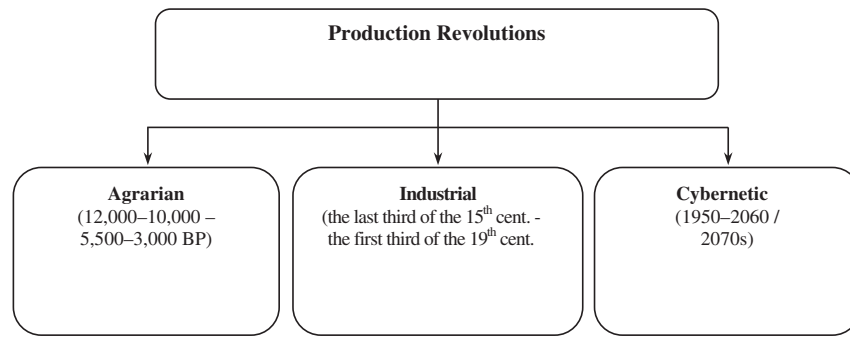 Production Revolutions
Agrarian
(12,000–10,000 –
5,500–3,000 BP)
Industrial
(the last third of the 15th cent. -
the first third of the 19th cent.
Cybernetic
(1950–2060 /
2070s)